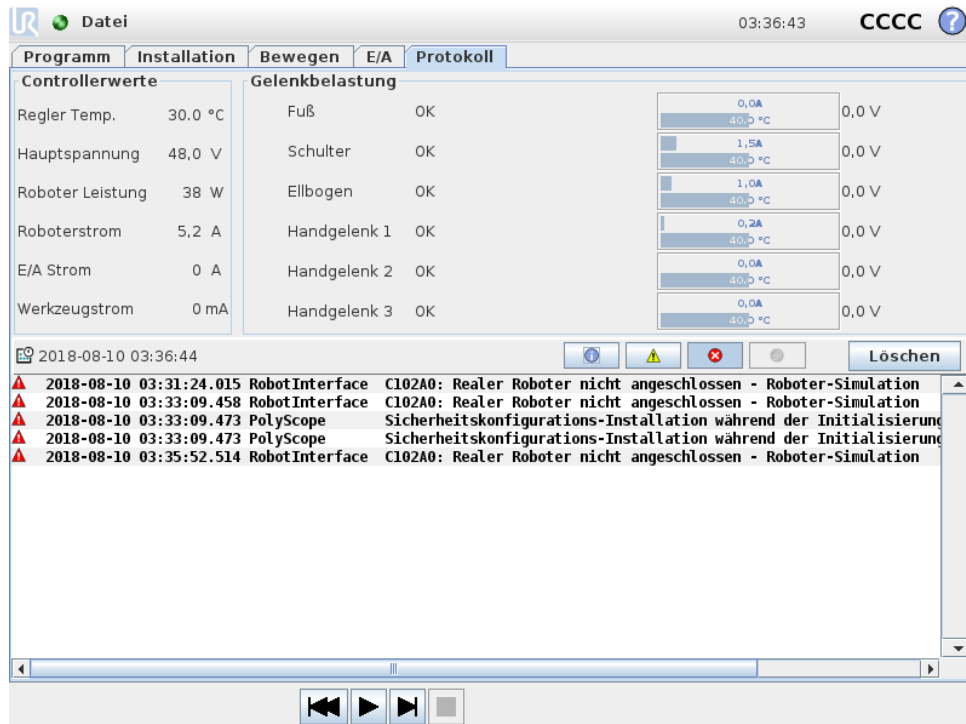 UR Datei 03:36:43 CCCC ?
Programm Installation Bewegen E/A Protokoll
Controllerwerte
Regler Temp. 30.0 °C
Hauptspannung 48,0 V
Roboter Leistung 38 W
Roboterstrom 5,2 A
E/A Strom 0 A
Werkzeugstrom 0 mA
Gelenkbelastung
Fuß OK 0,0A 40.0 °C 0,0 V
Schulter OK 1,5A 40.0 °C 0,0 V
Ellbogen OK 1,0A 40.0 °C 0,0 V
Handgelenk 1 OK 0,2A 40.0 °C 0,0 V
Handgelenk 2 OK 0,0A 40.0 °C 0,0 V
Handgelenk 3 OK 0,0A 40.0 °C 0,0 V
2018-08-10 03:36:44 Löschen
2018-08-10 03:31:24.015 RobotInterface C102A0: Realer Roboter nicht angeschlossen - Roboter-Simulation
2018-08-10 03:33:09.458 RobotInterface C102A0: Realer Roboter nicht angeschlossen - Roboter-Simulation
2018-08-10 03:33:09.473 PolyScope Sicherheitskonfigurations-Installation während der Initialisierung
2018-08-10 03:33:09.473 PolyScope Sicherheitskonfigurations-Installation während der Initialisierung
2018-08-10 03:35:52.514 RobotInterface C102A0: Realer Roboter nicht angeschlossen - Roboter-Simulation